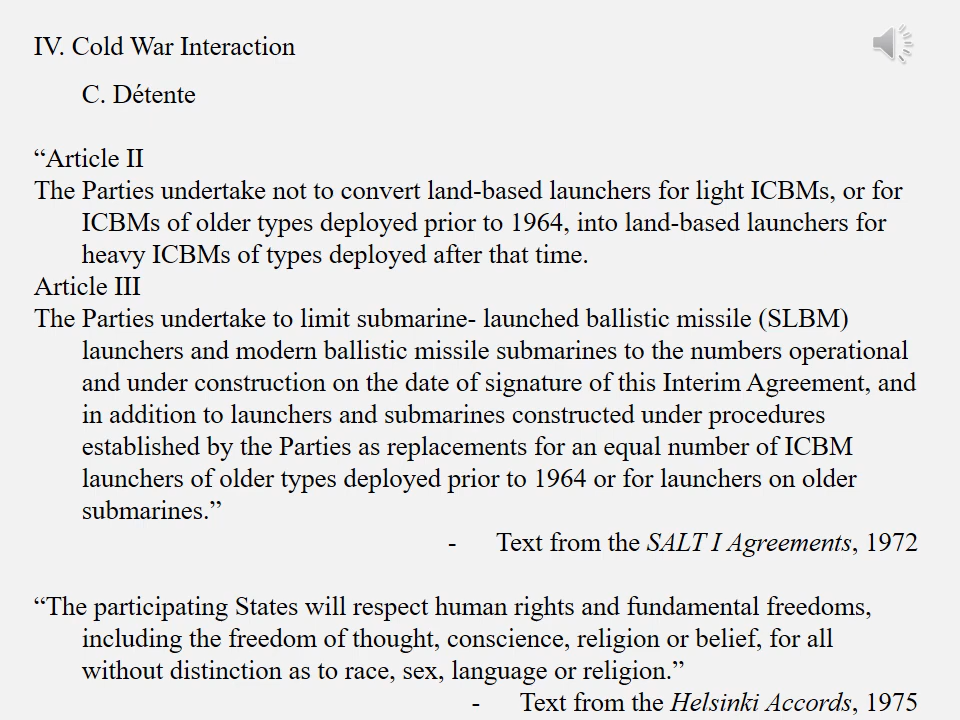 IV. Cold War Interaction
C. Détente
“Article II
The Parties undertake not to convert land-based launchers for light ICBMs, or for
ICBMs of older types deployed prior to 1964, into land-based launchers for
heavy ICBMs of types deployed after that time.
Article III
The Parties undertake to limit submarine- launched ballistic missile (SLBM)
launchers and modern ballistic missile submarines to the numbers operational
and under construction on the date of signature of this Interim Agreement, and
in addition to launchers and submarines constructed under procedures
established by the Parties as replacements for an equal number of ICBM
launchers of older types deployed prior to 1964 or for launchers on older
submarines.”
- Text from the SALT I Agreements, 1972
“The participating States will respect human rights and fundamental freedoms,
including the freedom of thought, conscience, religion or belief, for all
without distinction as to race, sex, language or religion.”
- Text from the Helsinki Accords, 1975